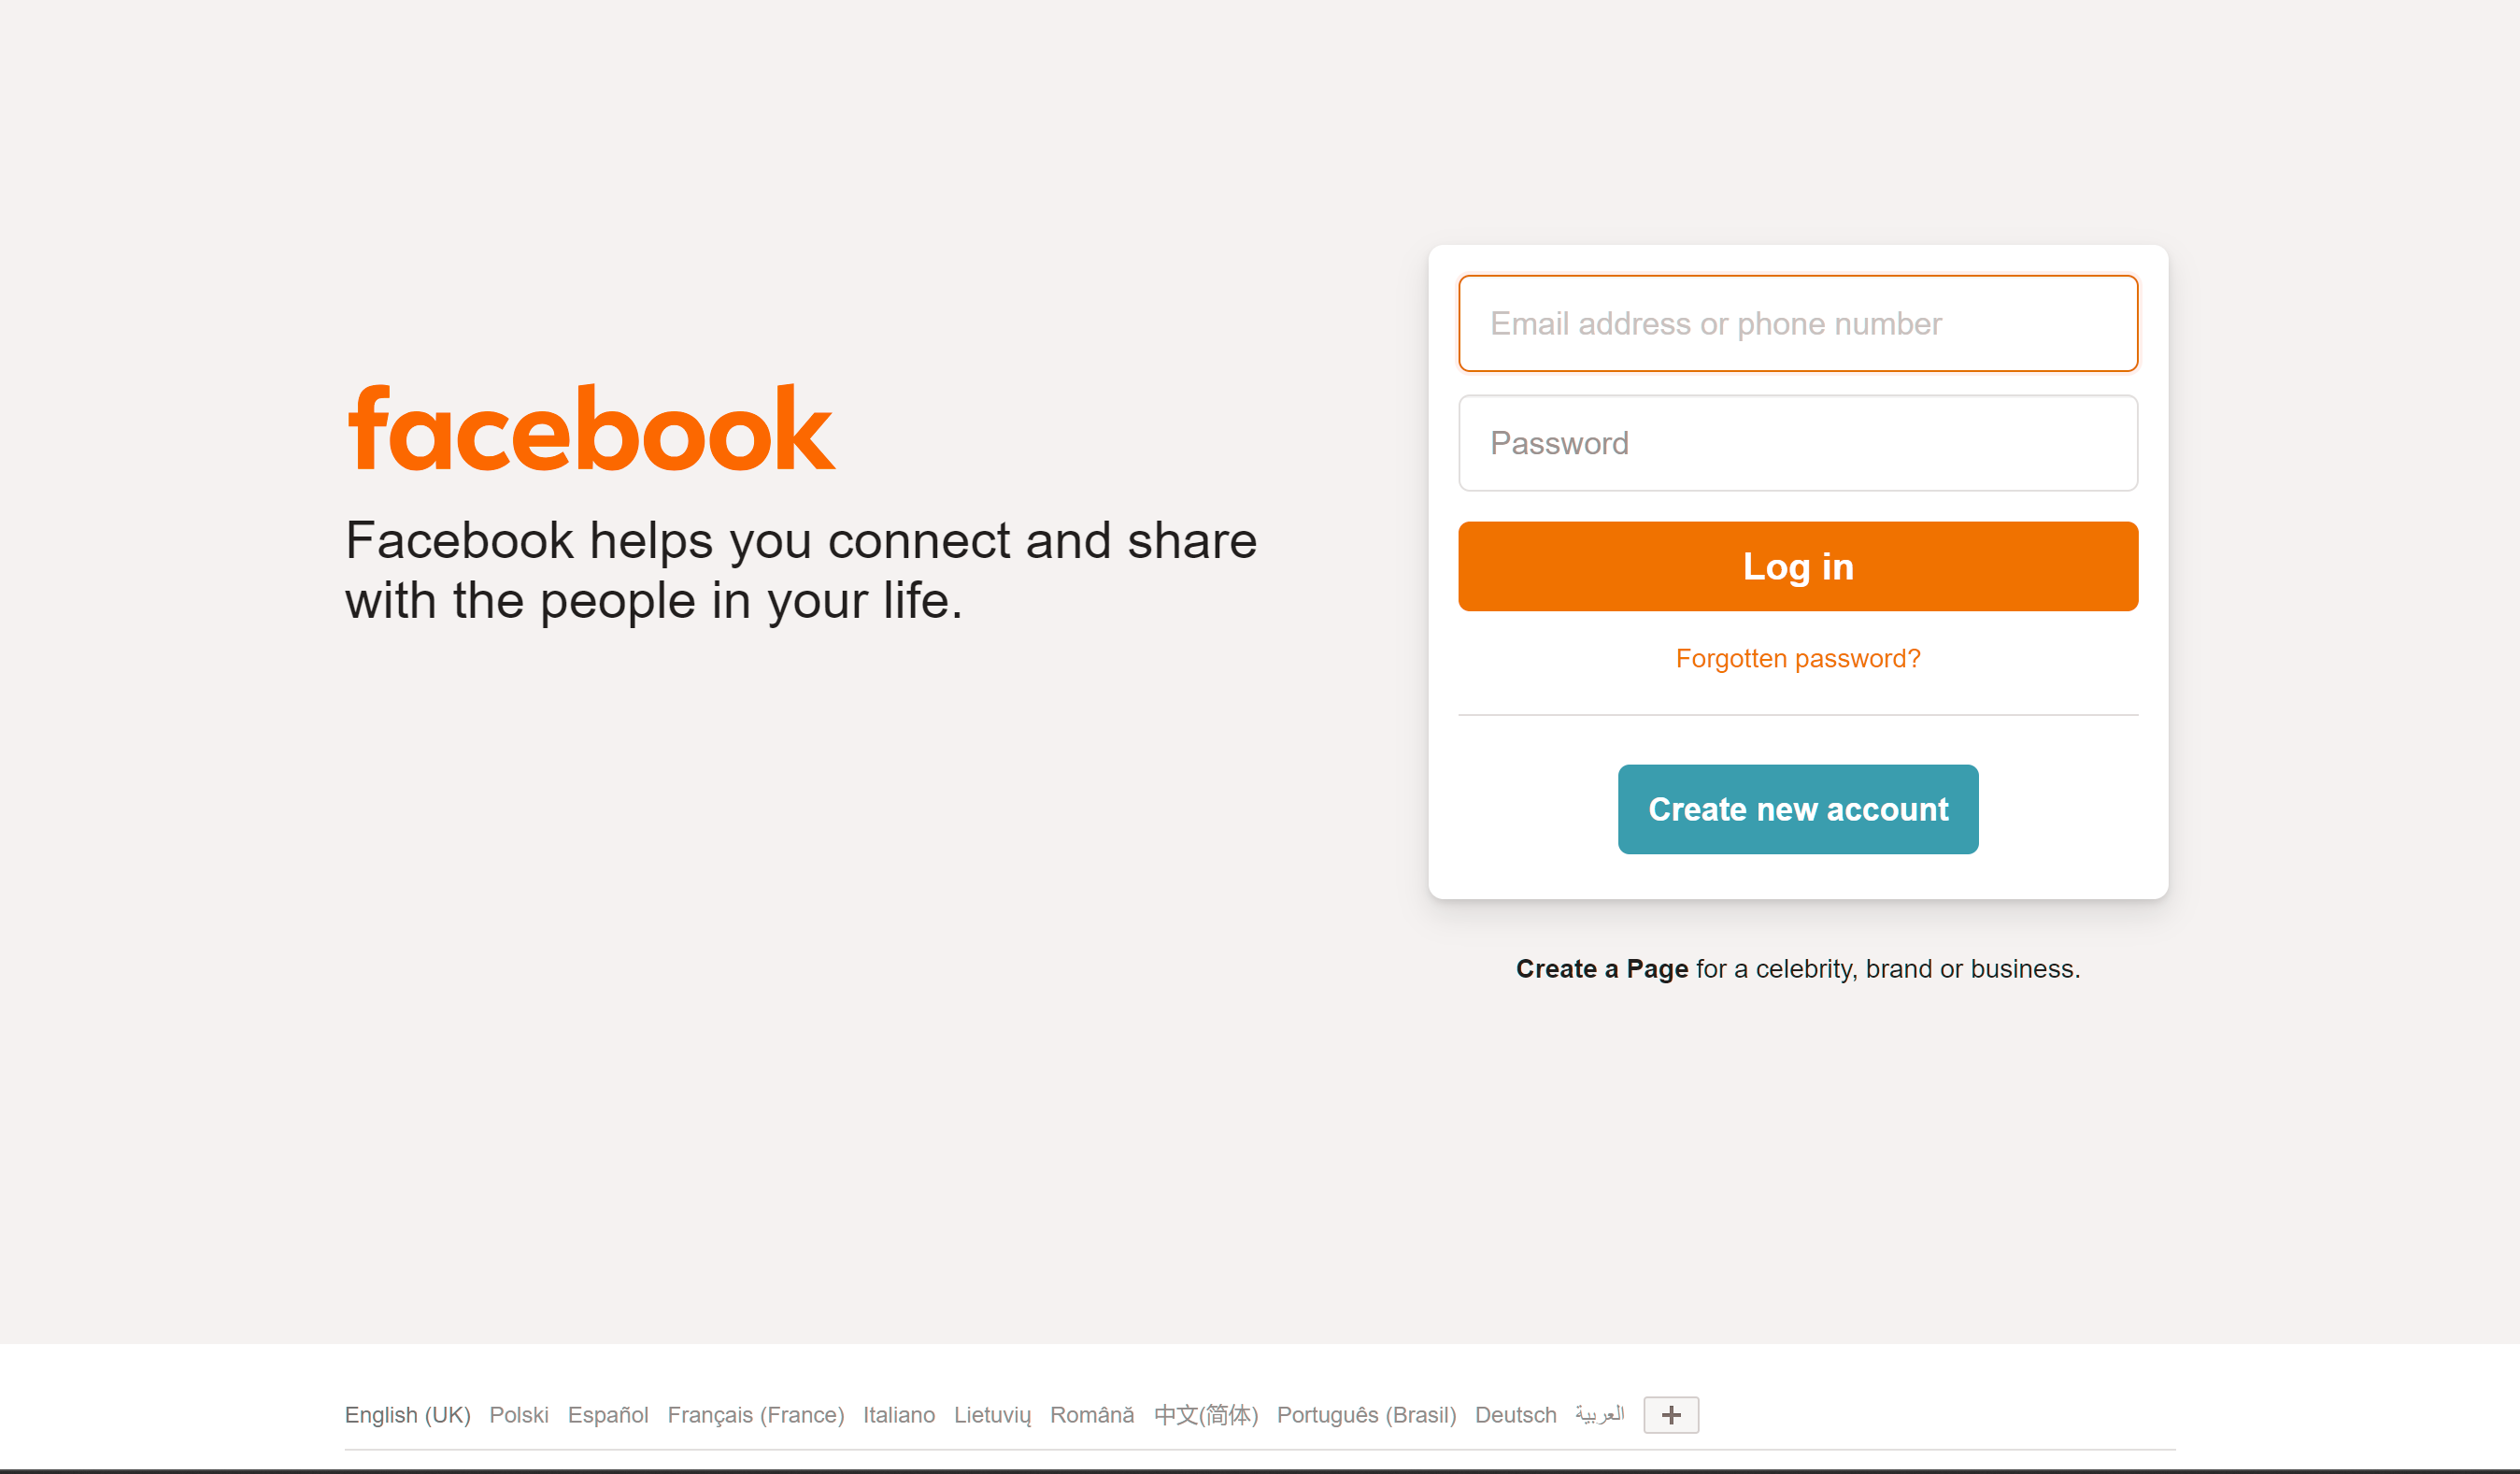 facebook
Facebook helps you connect and share
with the people in your life.
Email address or phone number
Password
Log in
Forgotten password?
Create new account
Create a Page for a celebrity, brand or business.
English (UK) Polski Español Français (France) Italiano Lietuvių Română 中文(简体) Português (Brasil) Deutsch العربية +